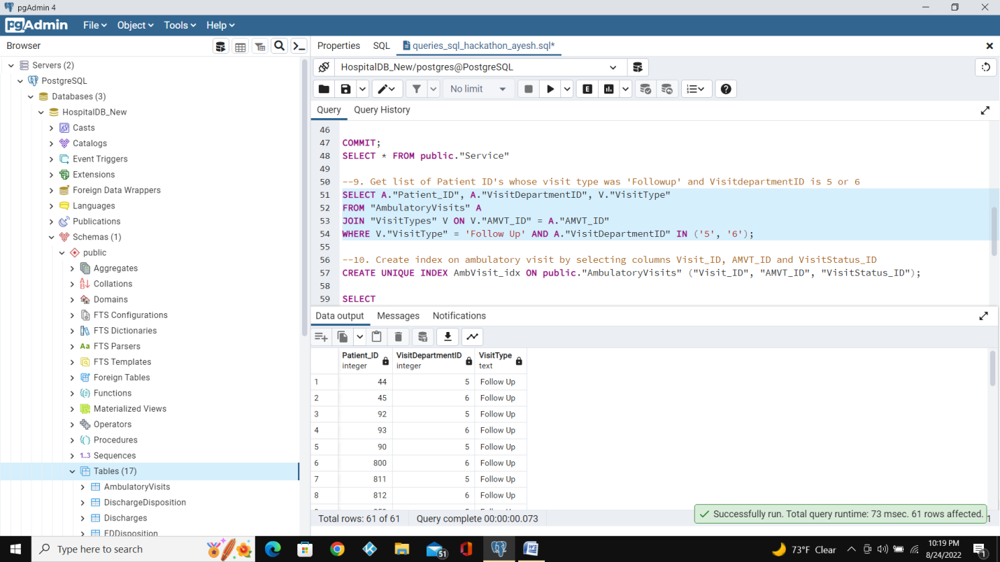 pgAdmin 4
pgAdmin File Object Tools Help
Browser
Properties SQL queries_sql_hackathon_ayesh.sql*
Servers (2)
PostgreSQL
Databases (3)
HospitalDB_New
Casts
Catalogs
Event Triggers
Extensions
Foreign Data Wrappers
Languages
Publications
Schemas (1)
public
Aggregates
Collations
Domains
FTS Configurations
FTS Dictionaries
Aa FTS Parsers
FTS Templates
Foreign Tables
Functions
Materialized Views
Operators
Procedures
1..3 Sequences
Tables (17)
AmbulatoryVisits
DischargeDisposition
Discharges
EDDisposition
HospitalDB_New/postgres@PostgreSQL
No limit E
Query Query History
46
47 COMMIT;
48 SELECT * FROM public."Service"
49
50 --9. Get list of Patient ID's whose visit type was 'Followup' and VisitdepartmentID is 5 or 6
51 SELECT A."Patient_ID", A."VisitDepartmentID", V."VisitType"
52 FROM "AmbulatoryVisits" A
53 JOIN "VisitTypes" V ON V."AMVT_ID" = A."AMVT_ID"
54 WHERE V."VisitType" = 'Follow Up' AND A."VisitDepartmentID" IN ('5', '6');
55
56 --10. Create index on ambulatory visit by selecting columns Visit_ID, AMVT_ID and VisitStatus_ID
57 CREATE UNIQUE INDEX AmbVisit_idx ON public."AmbulatoryVisits" ("Visit_ID", "AMVT_ID", "VisitStatus_ID");
58
59 SELECT
Data output Messages Notifications
Patient_ID VisitDepartmentID VisitType
integer integer text
1 44 5 Follow Up
2 45 6 Follow Up
3 92 5 Follow Up
4 93 6 Follow Up
5 90 5 Follow Up
6 800 6 Follow Up
7 811 5 Follow Up
8 812 6 Follow Up
Total rows: 61 of 61 Query complete 00:00:00.073
Successfully run. Total query runtime: 73 msec. 61 rows affected.
Type here to search
51
73°F Clear
10:19 PM
8/24/2022
1